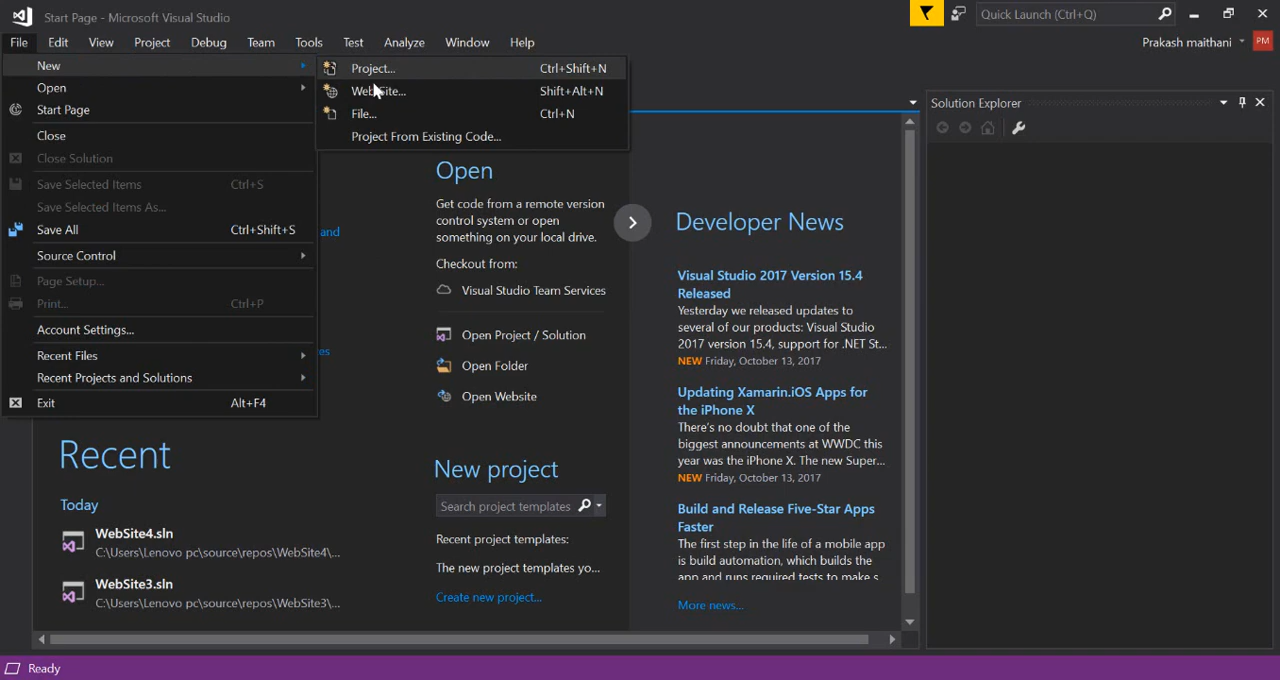 Start Page - Microsoft Visual Studio
Quick Launch (Ctrl+Q)
File Edit View Project Debug Team Tools Test Analyze Window Help
Prakash maithani
PM
New
Open
Start Page
Close
Close Solution
Save Selected Items Ctrl+S
Save Selected Items As...
Save All Ctrl+Shift+S
Source Control
Page Setup...
Print... Ctrl+P
Account Settings...
Recent Files
Recent Projects and Solutions
Exit Alt+F4
Project... Ctrl+Shift+N
Shift+Alt+N
File... Ctrl+N
Project From Existing Code...
and
es
Recent
Today
WebSite4.sln
C:\Users\Lenovo pc\source\repos\WebSite4\...
WebSite3.sln
C:\Users\Lenovo pc\source\repos\WebSite3\...
Open
Get code from a remote version
control system or open
something on your local drive.
Checkout from:
Visual Studio Team Services
Open Project / Solution
Open Folder
Open Website
New project
Search project templates
Recent project templates:
The new project templates yo...
Create new project...
Developer News
Visual Studio 2017 Version 15.4
Released
Yesterday we released updates to
several of our products: Visual Studio
2017 version 15.4, support for .NET St...
NEW Friday, October 13, 2017
Updating Xamarin.iOS Apps for
the iPhone X
There's no doubt that one of the
biggest announcements at WWDC this
year was the iPhone X. The new Super...
NEW Friday, October 13, 2017
Build and Release Five-Star Apps
Faster
The first step in the life of a mobile app
is build automation, which builds the
app and runs required tests to make s
More news...
Solution Explorer
Ready